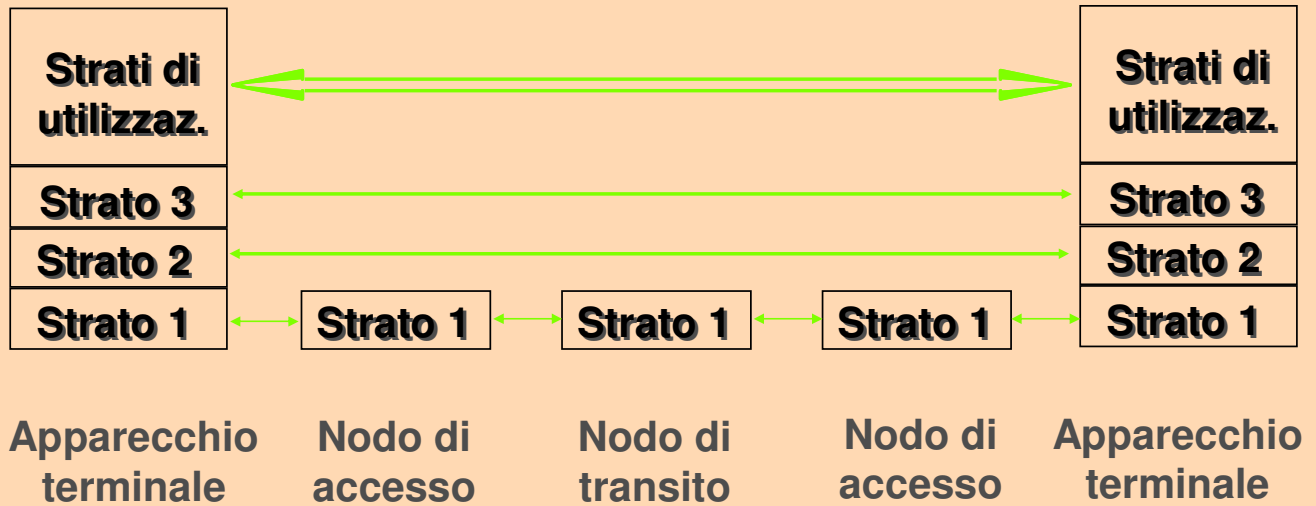 Strati di
utilizzaz.
Strati di
utilizzaz.
Strato 3
Strato 3
Strato 2
Strato 2
Strato 1
Strato 1
Strato 1
Strato 1
Strato 1
Apparecchio
terminale
Nodo di
accesso
Nodo di
transito
Nodo di
accesso
Apparecchio
terminale